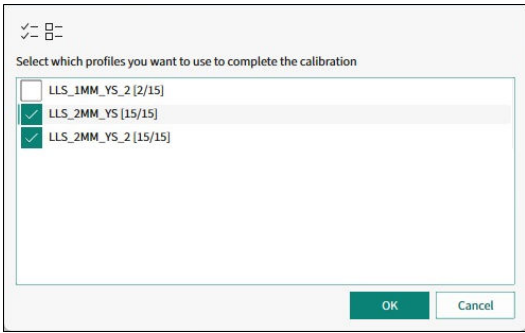 Select which profiles you want to use to complete the calibration
LLS_1MM_YS_2 [2/15]
LLS_2MM_YS [15/15]
LLS_2MM_YS_2 [15/15]
OK Cancel